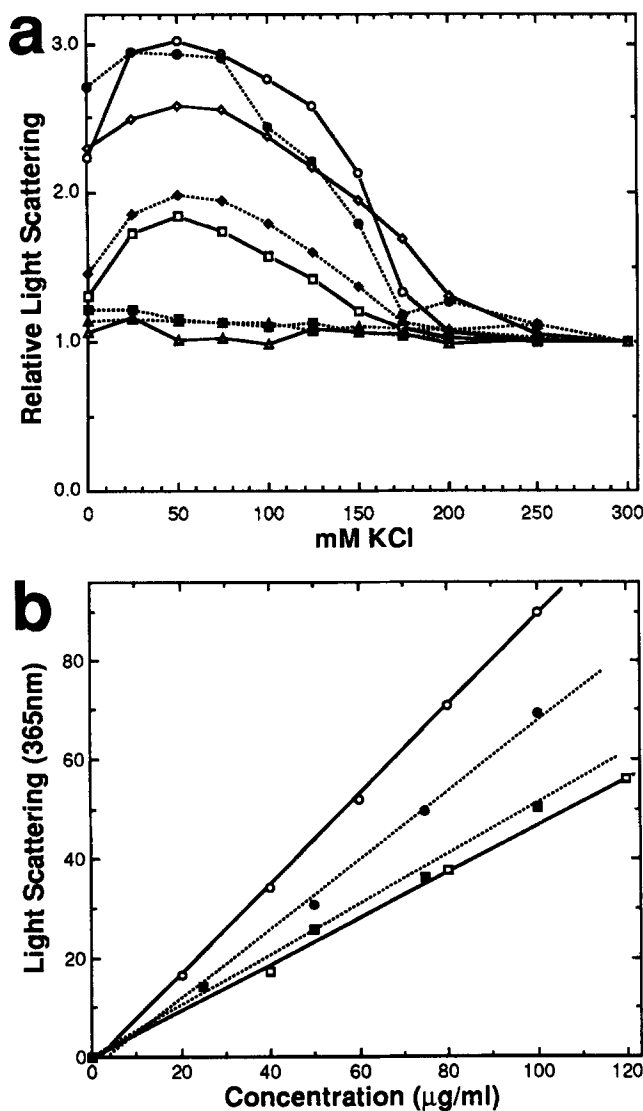 a
Relative Light Scattering
3.0
2.0
1.0
0.0
0 50 100 150 200 250 300
mM KCl
b
Light Scattering (365nm)
80
60
40
20
0
0 20 40 60 80 100 120
Concentration (μg/ml)